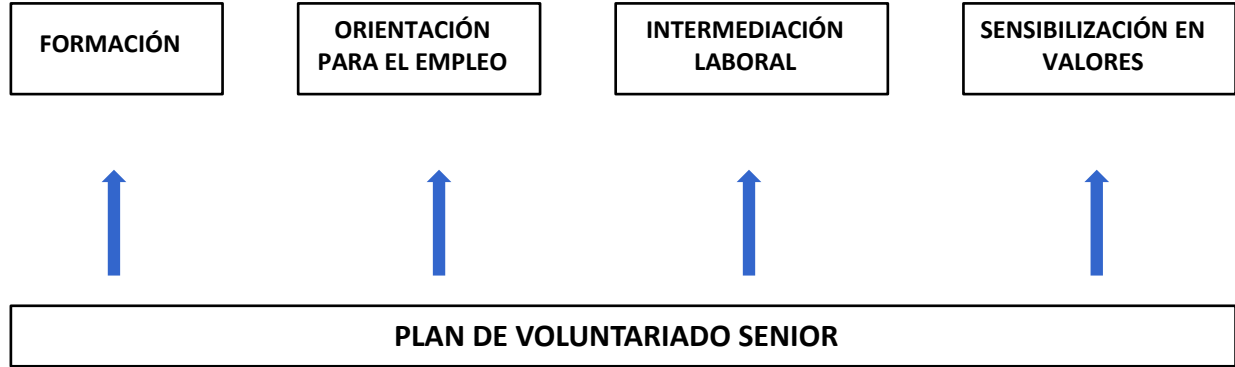 FORMACIÓN
ORIENTACIÓN
PARA EL EMPLEO
INTERMEDIACIÓN
LABORAL
SENSIBILIZACIÓN EN
VALORES
PLAN DE VOLUNTARIADO SENIOR